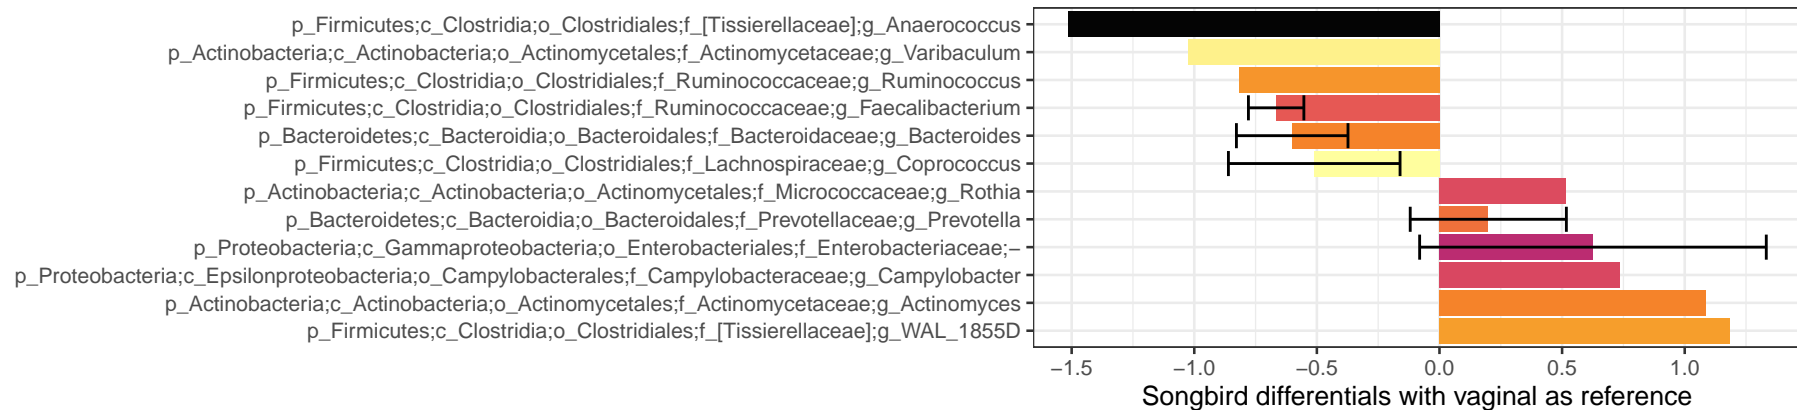 p_Firmicutes;c_Clostridia;o_Clostridiales;f_[Tissierellaceae];g_Anaerococcus
p_Actinobacteria;c_Actinobacteria;o_Actinomycetales;f_Actinomycetaceae;g_Varibaculum
p_Firmicutes;c_Clostridia;o_Clostridiales;f_Ruminococcaceae;g_Ruminococcus
p_Firmicutes;c_Clostridia;o_Clostridiales;f_Ruminococcaceae;g_Faecalibacterium
p_Bacteroidetes;c_Bacteroidia;o_Bacteroidales;f_Bacteroidaceae;g_Bacteroides
p_Firmicutes;c_Clostridia;o_Clostridiales;f_Lachnospiraceae;g_Coprococcus
p_Actinobacteria;c_Actinobacteria;o_Actinomycetales;f_Micrococcaceae;g_Rothia
p_Bacteroidetes;c_Bacteroidia;o_Bacteroidales;f_Prevotellaceae;g_Prevotella
p_Proteobacteria;c_Gammaproteobacteria;o_Enterobacteriales;f_Enterobacteriaceae;−
p_Proteobacteria;c_Epsilonproteobacteria;o_Campylobacterales;f_Campylobacteraceae;g_Campylobacter
p_Actinobacteria;c_Actinobacteria;o_Actinomycetales;f_Actinomycetaceae;g_Actinomyces
p_Firmicutes;c_Clostridia;o_Clostridiales;f_[Tissierellaceae];g_WAL_1855D
−1.5 −1.0 −0.5 0.0 0.5 1.0
Songbird differentials with vaginal as reference